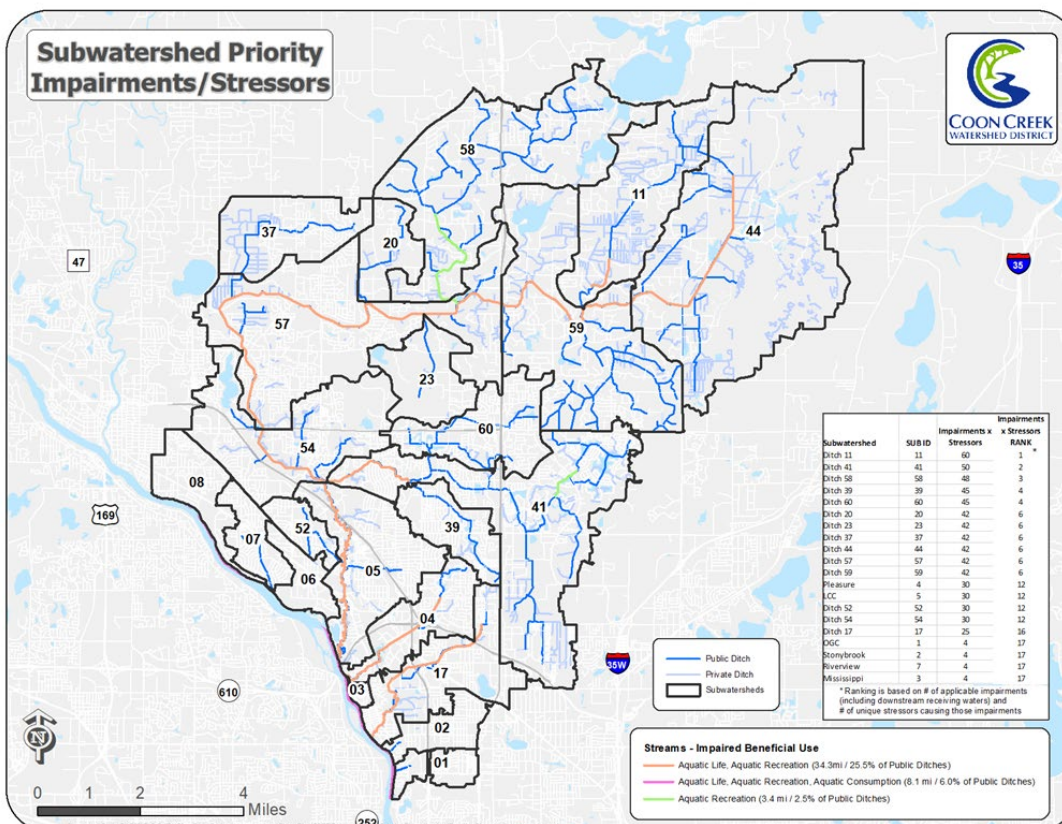 Subwatershed Priority
Impairments/Stressors
COON CREEK
WATERSHED DISTRICT
58
11
44
37
20
47
35
57
59
23
60
54
08
41
169
39
52
07
05
06
04
35W
17
03
610
02
01
252
N
0 2 4
Miles
Subwatershed SUB ID Impairments x Stressors Impairments x Stressors RANK *
Ditch 11 11 60 1
Ditch 41 41 50 2
Ditch 58 58 48 3
Ditch 39 39 45 4
Ditch 60 60 45 4
Ditch 20 20 42 6
Ditch 23 23 42 6
Ditch 37 37 42 6
Ditch 44 44 42 6
Ditch 57 57 42 6
Ditch 59 59 42 6
Pleasure 4 30 12
LCC 5 30 12
Ditch 52 52 30 12
Ditch 54 54 30 12
Ditch 17 17 25 16
OGC 1 4 17
Stonybrook 2 4 17
Riverview 7 4 17
Mississippi 3 4 17
* Ranking is based on # of applicable impairments
(including downstream receiving waters) and
# of unique stressors causing those impairments
Public Ditch
Private Ditch
Subwatersheds
Streams - Impaired Beneficial Use
Aquatic Life, Aquatic Recreation (34.3mi / 25.5% of Public Ditches)
Aquatic Life, Aquatic Recreation, Aquatic Consumption (8.1 mi / 6.0% of Public Ditches)
Aquatic Recreation (3.4 mi / 2.5% of Public Ditches)